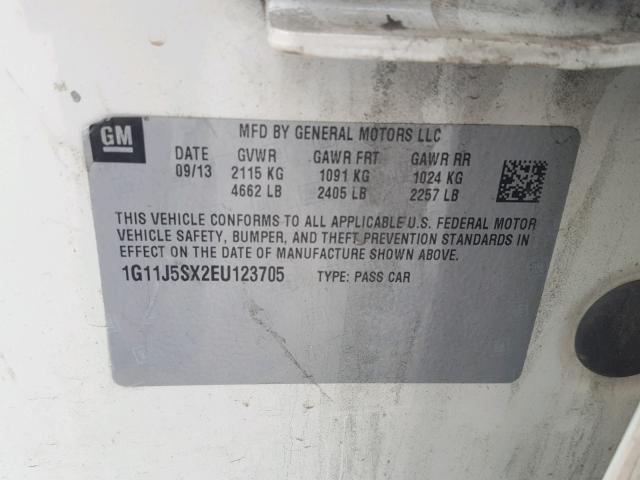 GM
MFD BY GENERAL MOTORS LLC
DATE GVWR GAWR FRT GAWR RR
09/13 2115 KG 1091 KG 1024 KG
4662 LB 2405 LB 2257 LB
THIS VEHICLE CONFORMS TO ALL APPLICABLE U.S. FEDERAL MOTOR
VEHICLE SAFETY, BUMPER, AND THEFT PREVENTION STANDARDS IN
EFFECT ON THE DATE OF MANUFACTURE SHOWN ABOVE.
1G11J5SX2EU123705 TYPE: PASS CAR